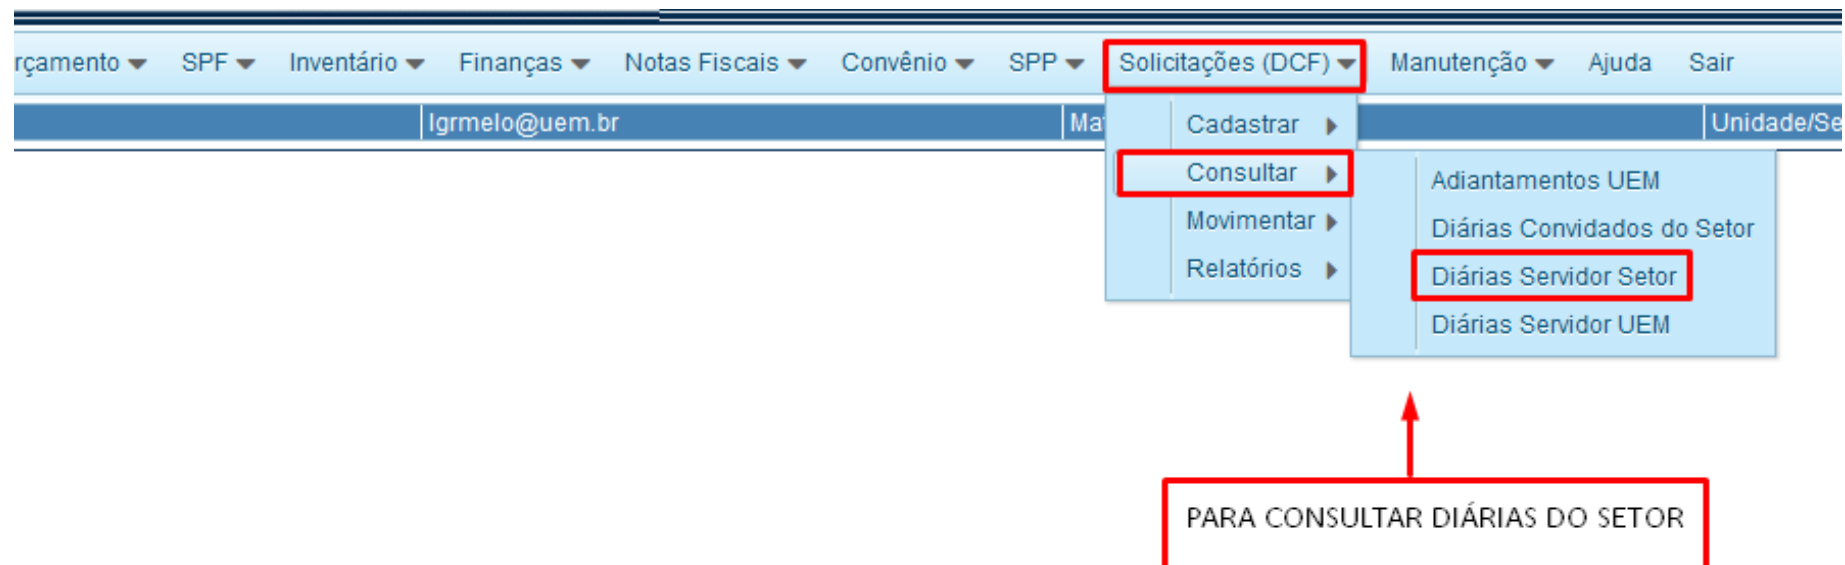 rçamento SPF Inventário Finanças Notas Fiscais Convênio SPP Solicitações (DCF) Manutenção Ajuda Sair
lgrmelo@uem.br Ma Unidade/Se
Cadastrar
Consultar
Movimentar
Relatórios
Adiantamentos UEM
Diárias Convidados do Setor
Diárias Servidor Setor
Diárias Servidor UEM
PARA CONSULTAR DIÁRIAS DO SETOR